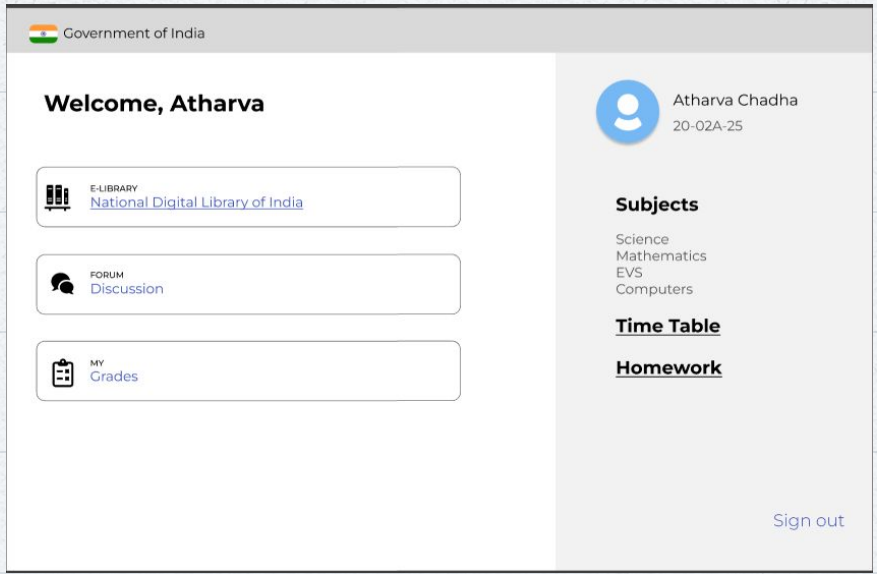 Government of India
Welcome, Atharva
E-LIBRARY
National Digital Library of India
FORUM
Discussion
MY
Grades
Atharva Chadha
20-02A-25
Subjects
Science
Mathematics
EVS
Computers
Time Table
Homework
Sign out